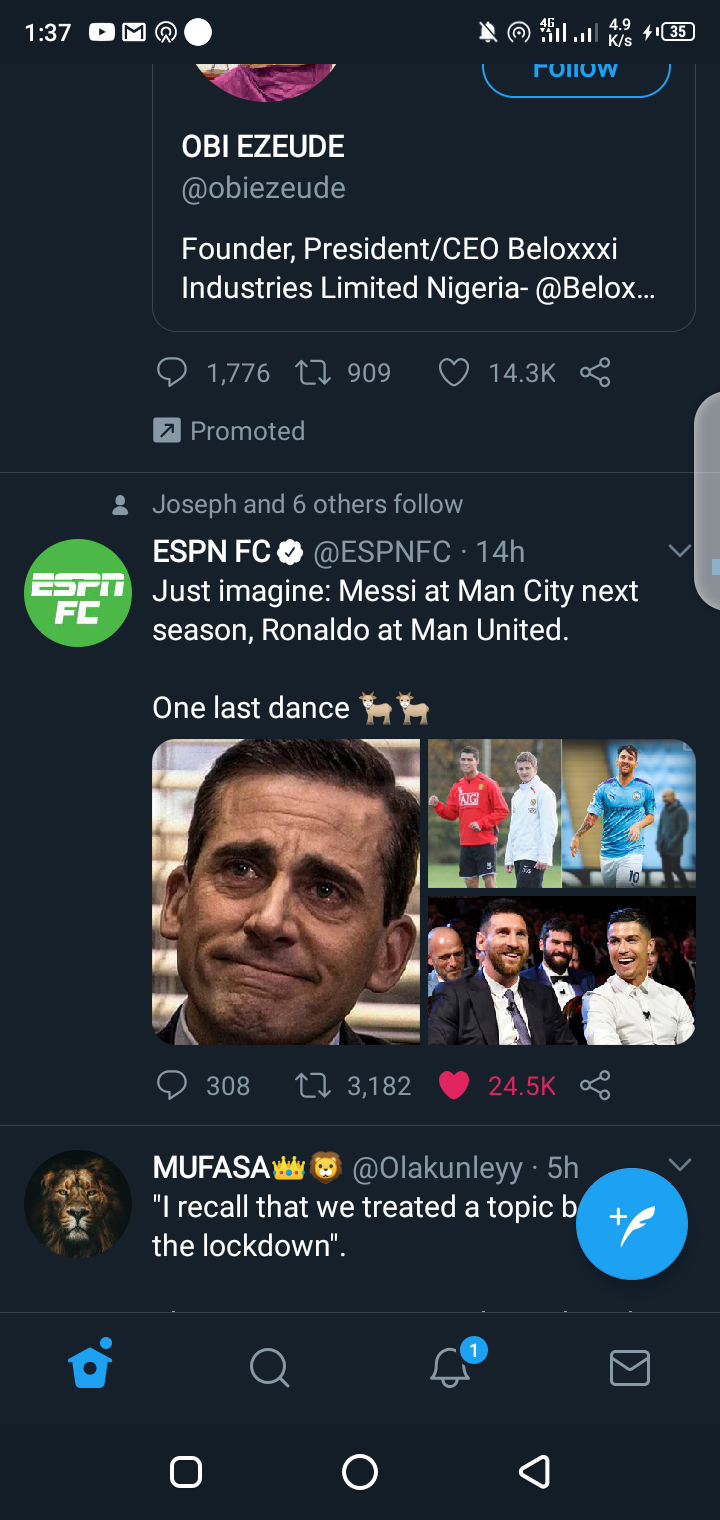 1:37
4G
4.9
K/s
35
Follow
OBI EZEUDE
@obiezeude
Founder, President/CEO Beloxxxi
Industries Limited Nigeria- @Belox...
1,776 909 14.3K
Promoted
Joseph and 6 others follow
ESPN FC @ESPNFC · 14h
ESPN
FC
Just imagine: Messi at Man City next
season, Ronaldo at Man United.
One last dance 🐐🐐
AIG
10
308 3,182 24.5K
MUFASA👑🦁 @Olakunleyy · 5h
"I recall that we treated a topic b
the lockdown".
1